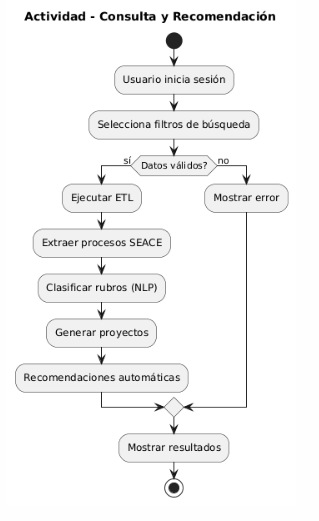 Actividad - Consulta y Recomendación
Usuario inicia sesión
Selecciona filtros de búsqueda
Datos válidos?
sí
no
Ejecutar ETL
Mostrar error
Extraer procesos SEACE
Clasificar rubros (NLP)
Generar proyectos
Recomendaciones automáticas
Mostrar resultados